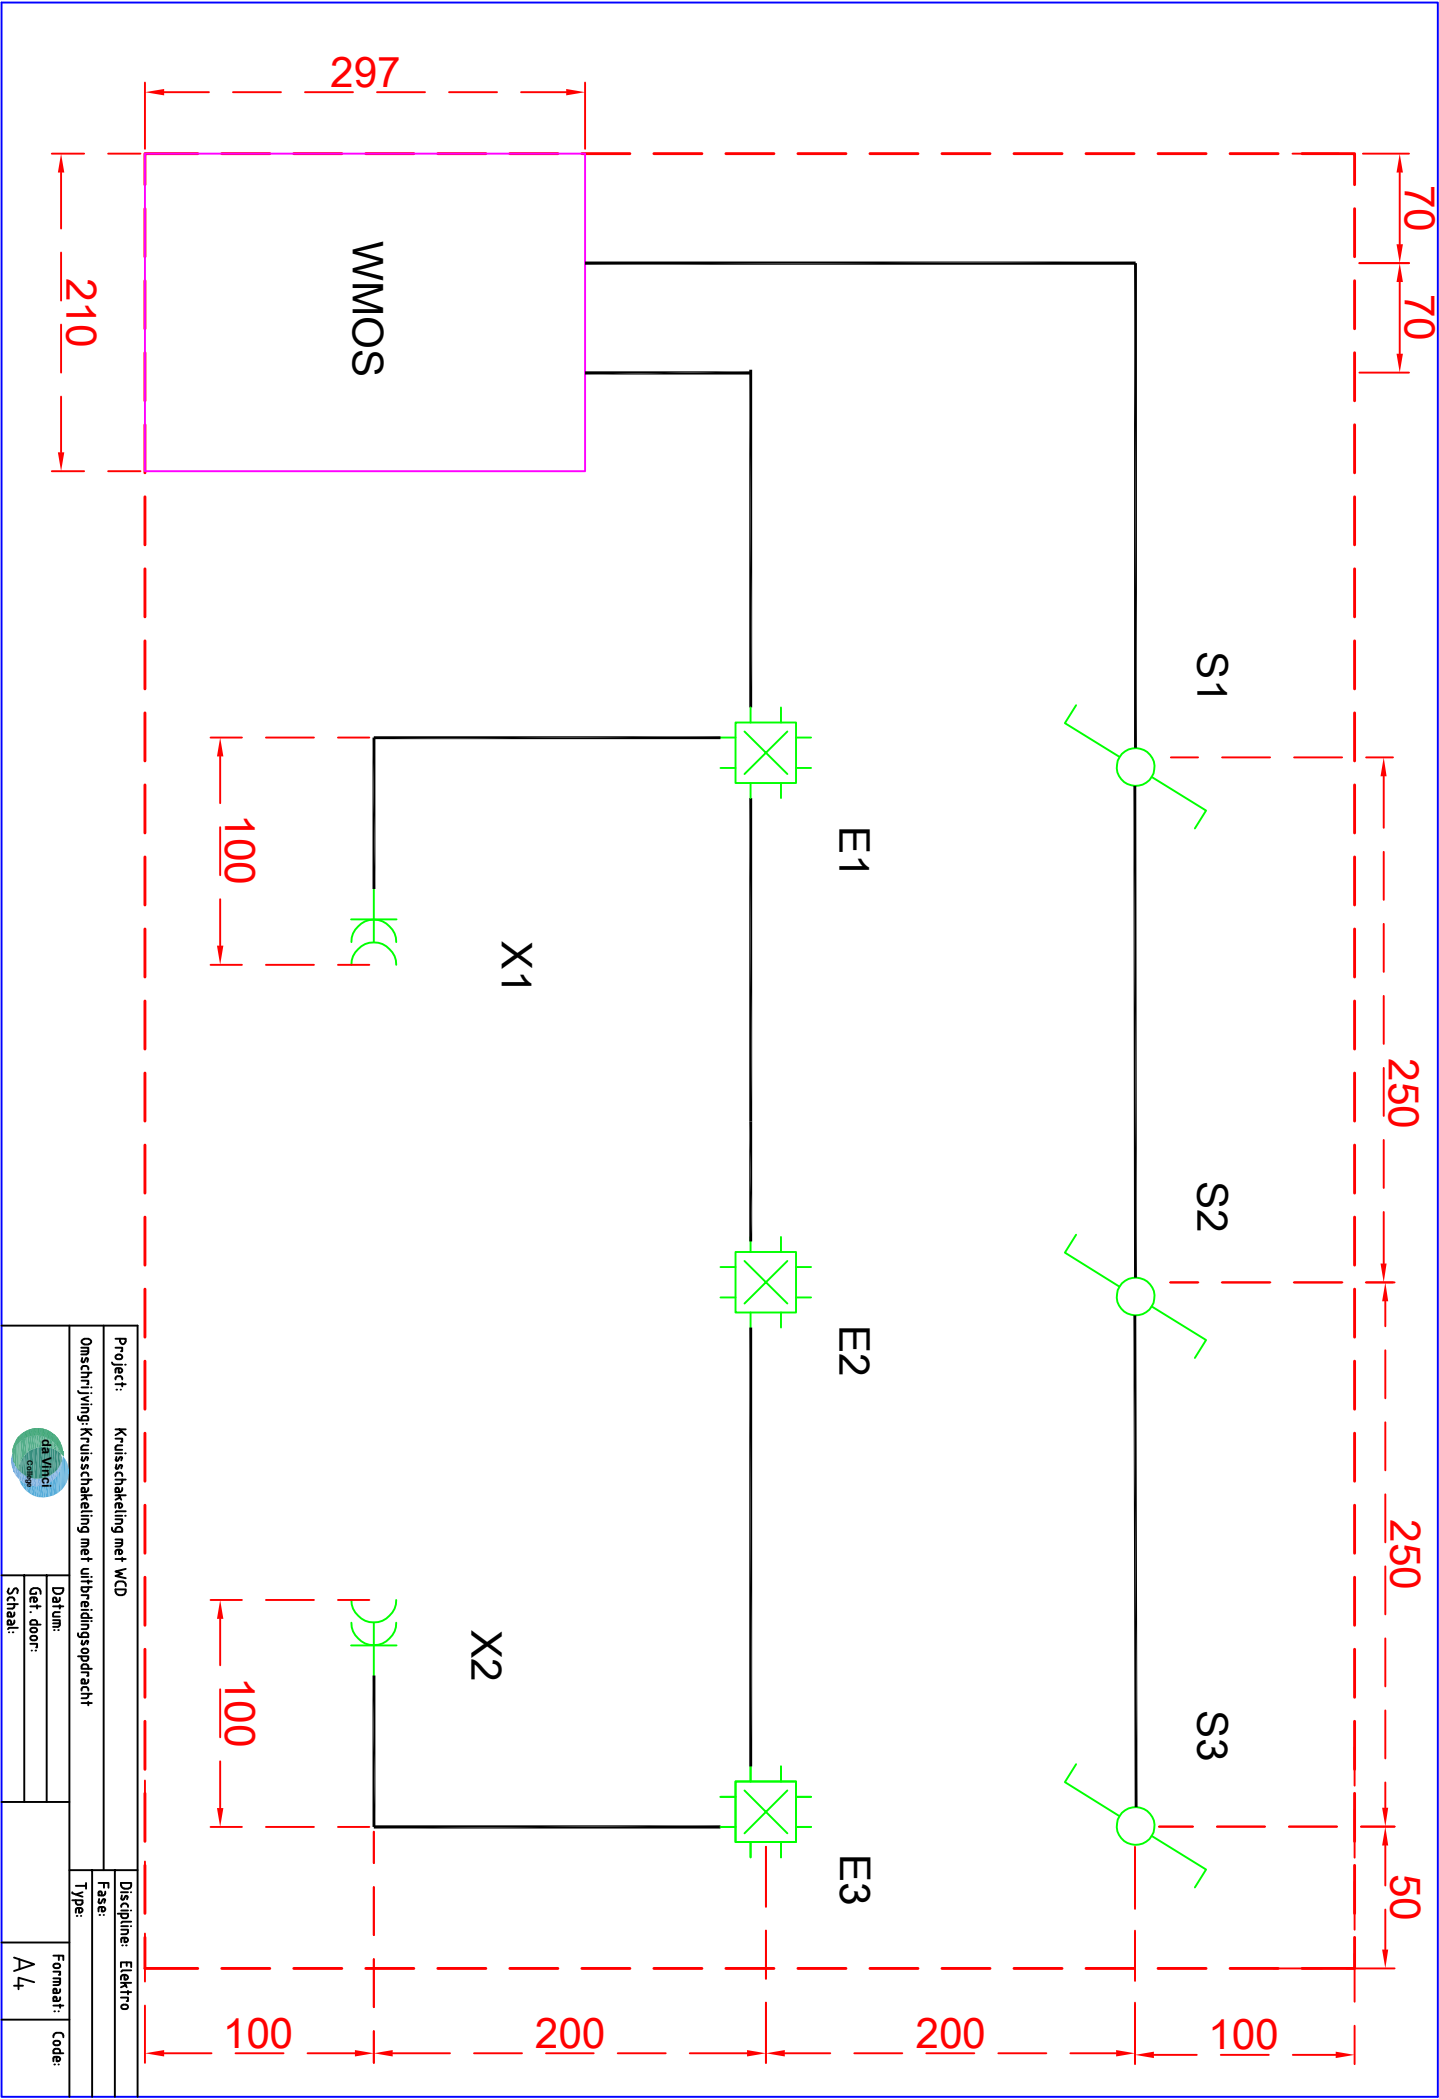 70
70
250
250
50
297
210
WMOS
S1
S2
S3
E1
E2
E3
X1
X2
100
100
100
200
200
100
Project: Kruisschakeling met WCD
Omschrijving:Kruisschakeling met uitbreidingsopdracht
da Vinci
College
Datum:
Get. door:
Schaal:
Discipline: Elektro
Fase:
Type:
Formaat:
A4
Code: